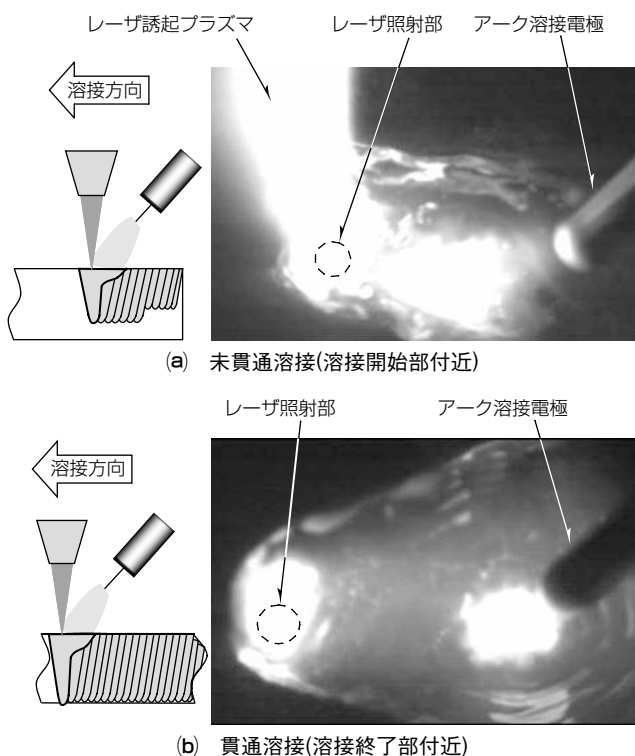 レーザ誘起プラズマ
レーザ照射部
アーク溶接電極
溶接方向
(a) 未貫通溶接(溶接開始部付近)
レーザ照射部
アーク溶接電極
溶接方向
(b) 貫通溶接(溶接終了部付近)